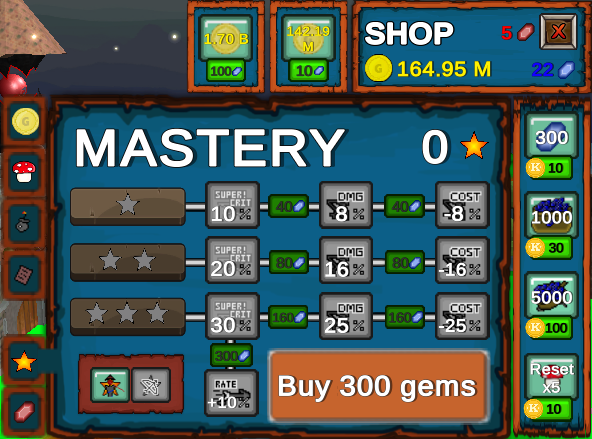 1.70 B
100
142.19
M
10
SHOP
5
X
G 164.95 M
22
MASTERY 0
G
SUPER!
CRIT
10 %
40
DMG
8 %
40
COST
-8 %
SUPER!
CRIT
20 %
80
DMG
16 %
80
COST
-16 %
SUPER!
CRIT
30 %
160
DMG
25 %
160
COST
-25 %
300
RATE
+10%
Buy 300 gems
300
K 10
1000
K 30
5000
K 100
Reset
x5
K 10